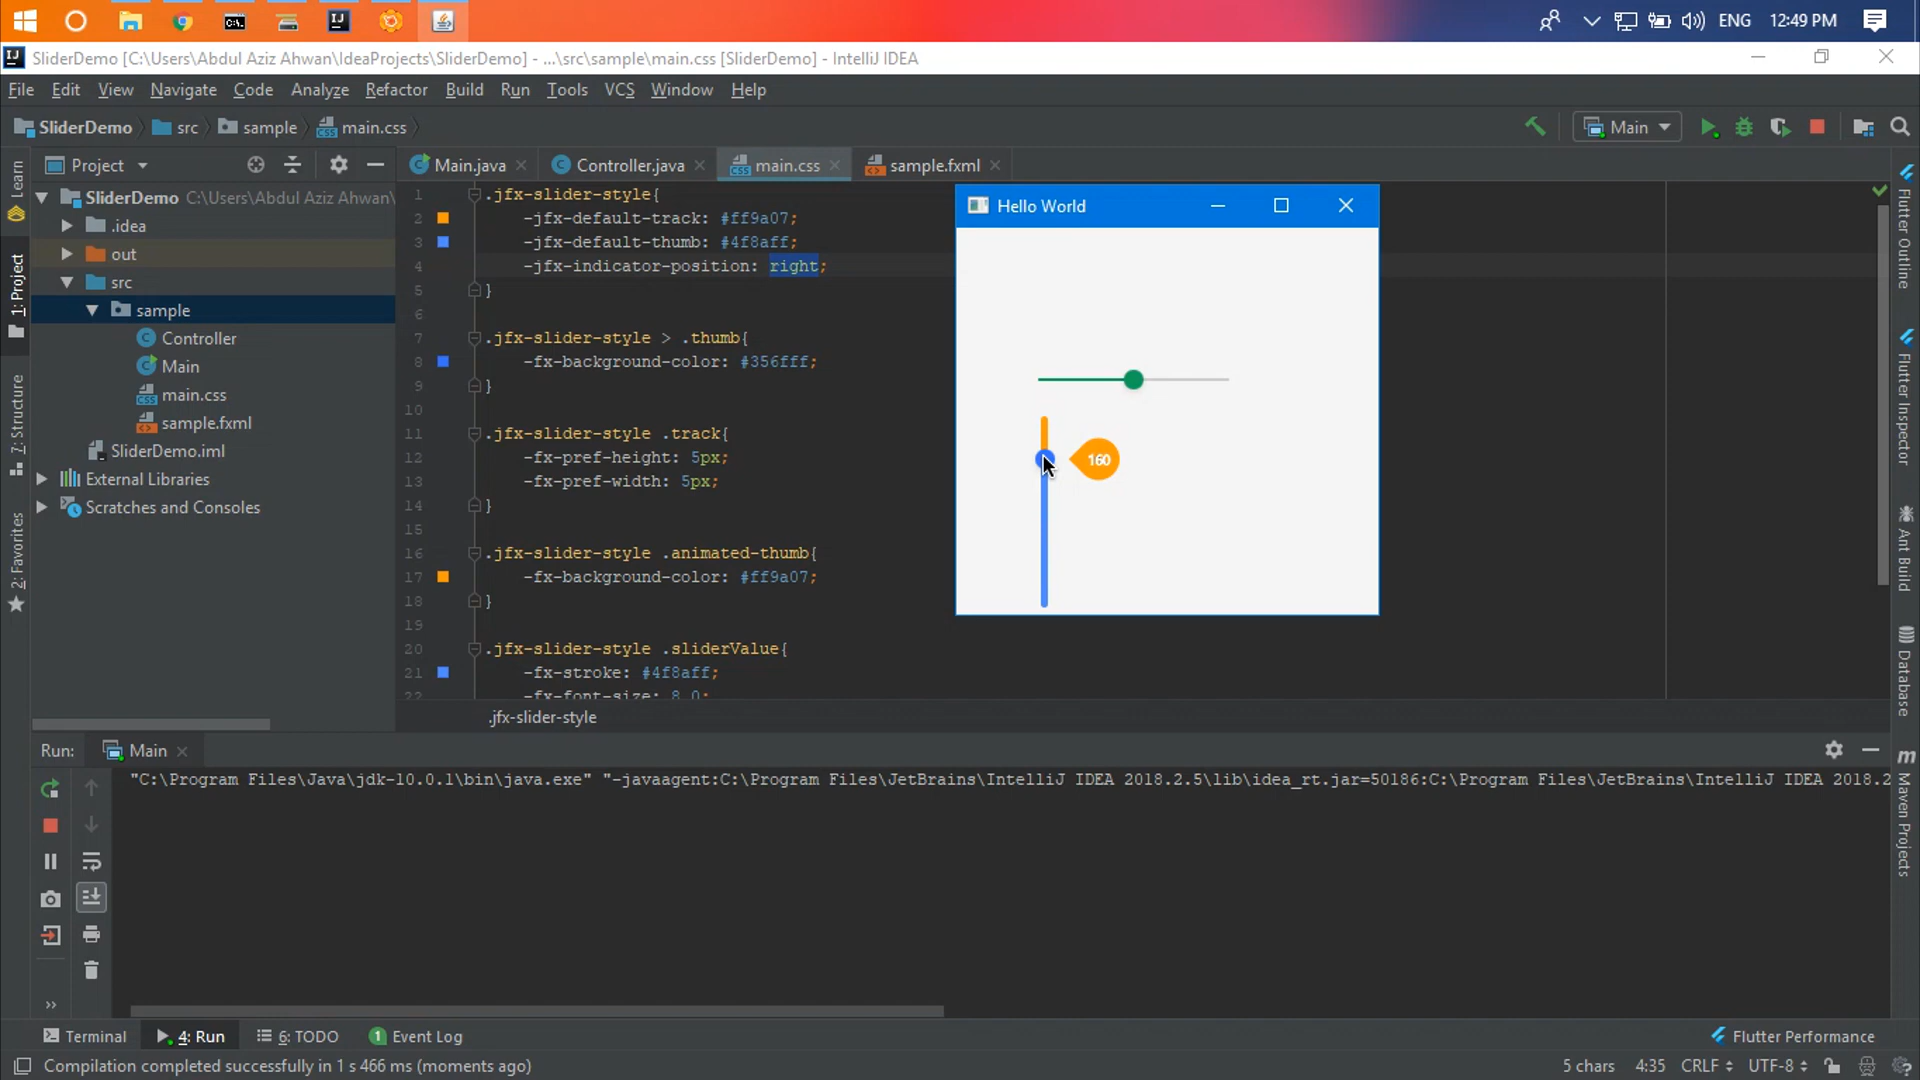 ENG 12:49 PM
SliderDemo [C:\Users\Abdul Aziz Ahwan\IdeaProjects\SliderDemo] - ...\src\sample\main.css [SliderDemo] - IntelliJ IDEA
File Edit View Navigate Code Analyze Refactor Build Run Tools VCS Window Help
SliderDemo src sample main.css Main
Project Main.java Controller.java main.css sample.fxml
SliderDemo C:\Users\Abdul Aziz Ahwan\
.idea
out
src
sample
Controller
Main
main.css
sample.fxml
SliderDemo.iml
External Libraries
Scratches and Consoles
Learn
1: Project
7: Structure
2: Favorites
1 .jfx-slider-style{
2 -jfx-default-track: #ff9a07;
3 -jfx-default-thumb: #4f8aff;
4 -jfx-indicator-position: right;
5 }
6
7 .jfx-slider-style > .thumb{
8 -fx-background-color: #356fff;
9 }
10
11 .jfx-slider-style .track{
12 -fx-pref-height: 5px;
13 -fx-pref-width: 5px;
14 }
15
16 .jfx-slider-style .animated-thumb{
17 -fx-background-color: #ff9a07;
18 }
19
20 .jfx-slider-style .sliderValue{
21 -fx-stroke: #4f8aff;
22 -fx-font-size: 8.0;
.jfx-slider-style
Hello World
160
Flutter Outline
Flutter Inspector
Ant Build
Database
Maven Projects
Run: Main
"C:\Program Files\Java\jdk-10.0.1\bin\java.exe" "-javaagent:C:\Program Files\JetBrains\IntelliJ IDEA 2018.2.5\lib\idea_rt.jar=50186:C:\Program Files\JetBrains\IntelliJ IDEA 2018.2
Terminal 4: Run 6: TODO 1 Event Log Flutter Performance
Compilation completed successfully in 1 s 466 ms (moments ago) 5 chars 4:35 CRLF UTF-8